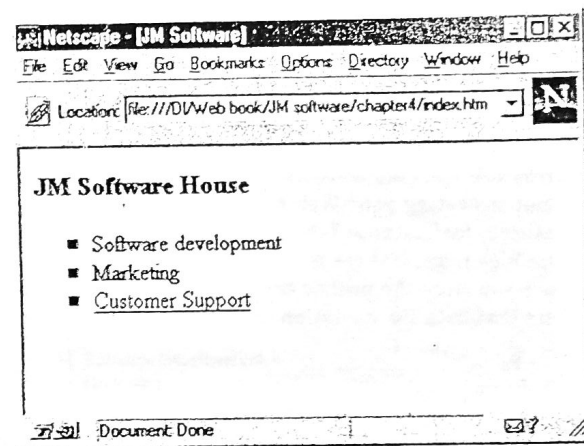 Netscape - [JM Software]
File Edit View Go Bookmarks Options Directory Window Help
Location: file:///D|/Web book/JM software/chapter4/index.htm
N
JM Software House
Software development
Marketing
Customer Support
Document: Done
?